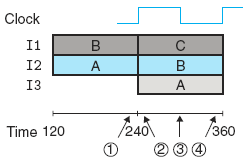 Clock
I1 B C
I2 A B
I3 A
Time 120 240 360
① ② ③ ④